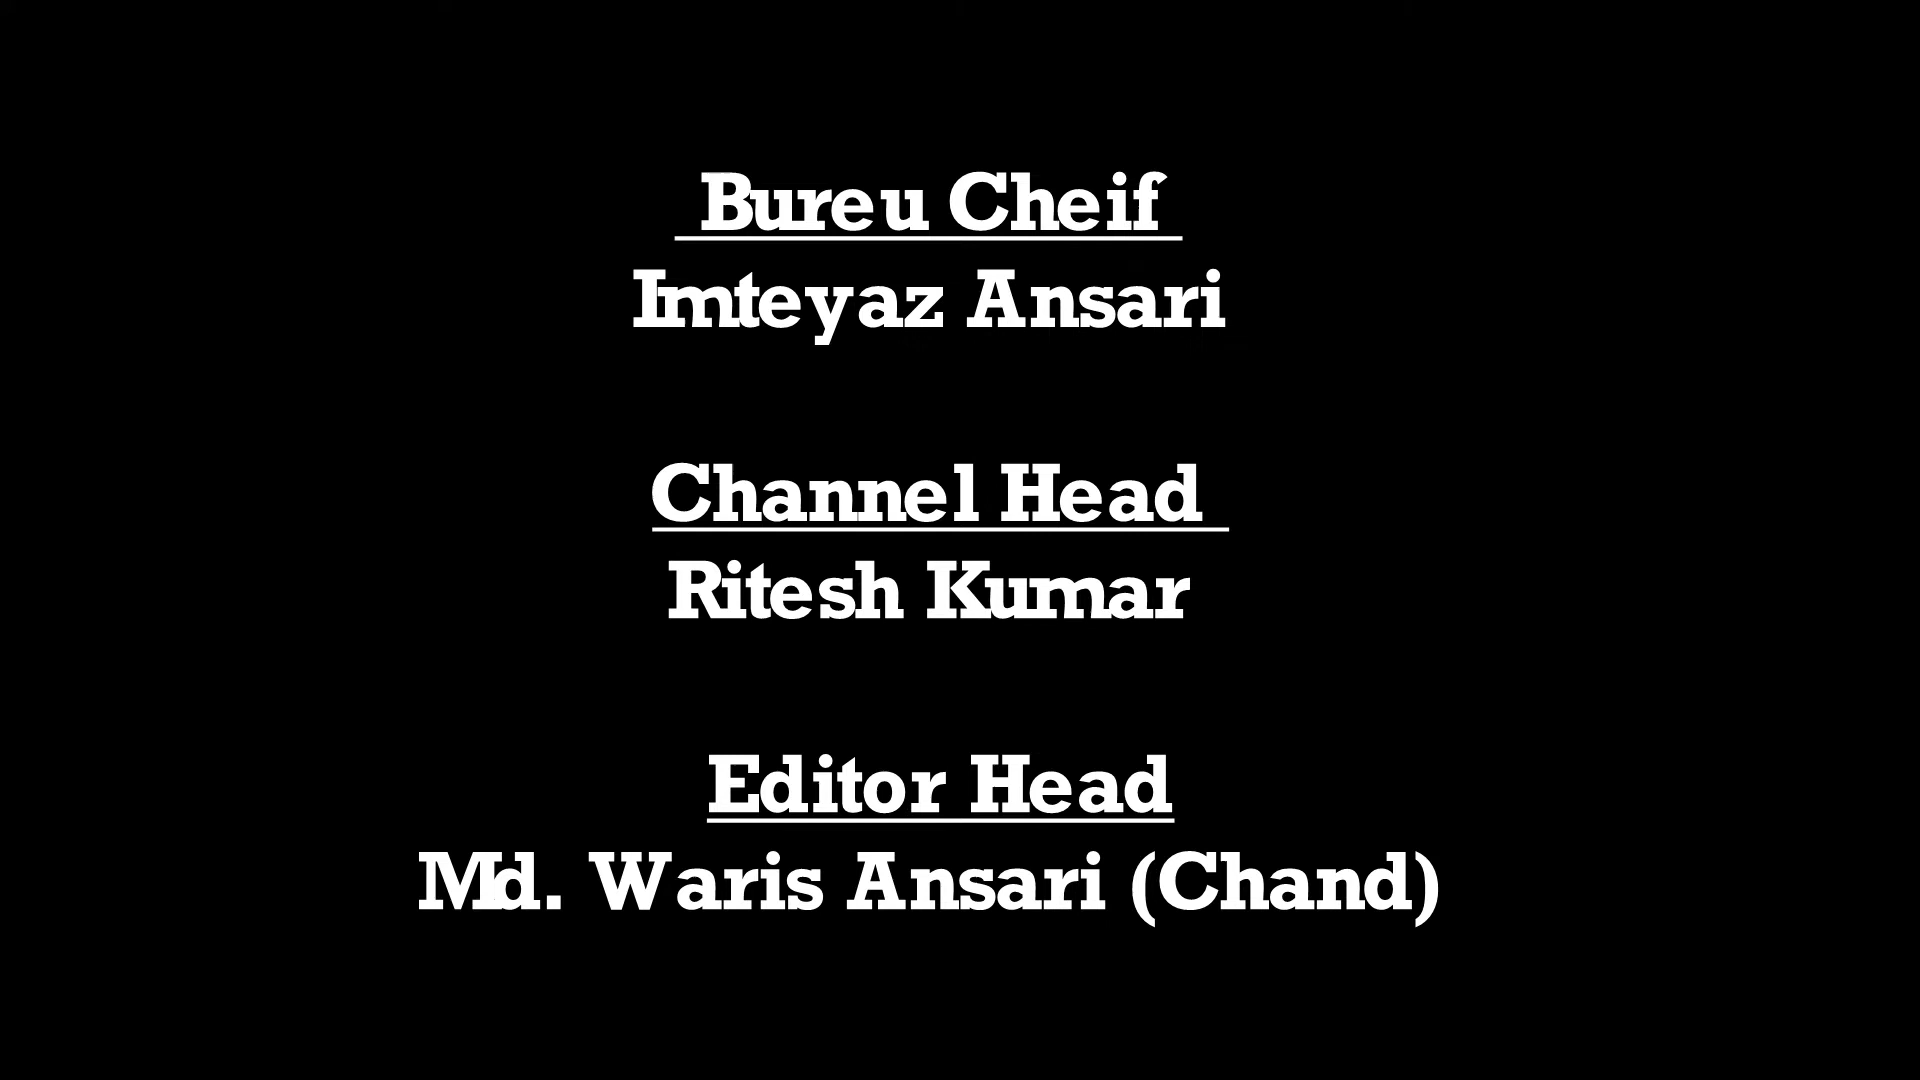 Bureu Cheif
Imteyaz Ansari
Channel Head
Ritesh Kumar
Editor Head
Md. Waris Ansari (Chand)